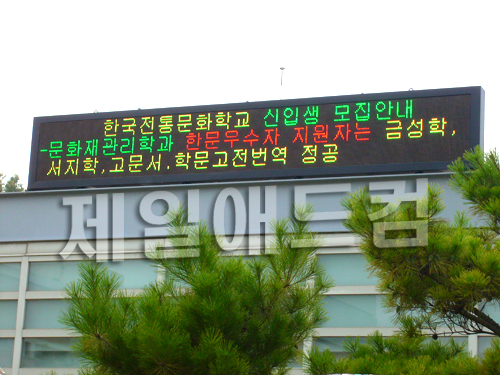 한국전통문화학교 신입생 모집안내
-문화재관리학과 한문우수자 지원자는 금성학,
서지학,고문서.학문고전번역 정공
제일애드컴